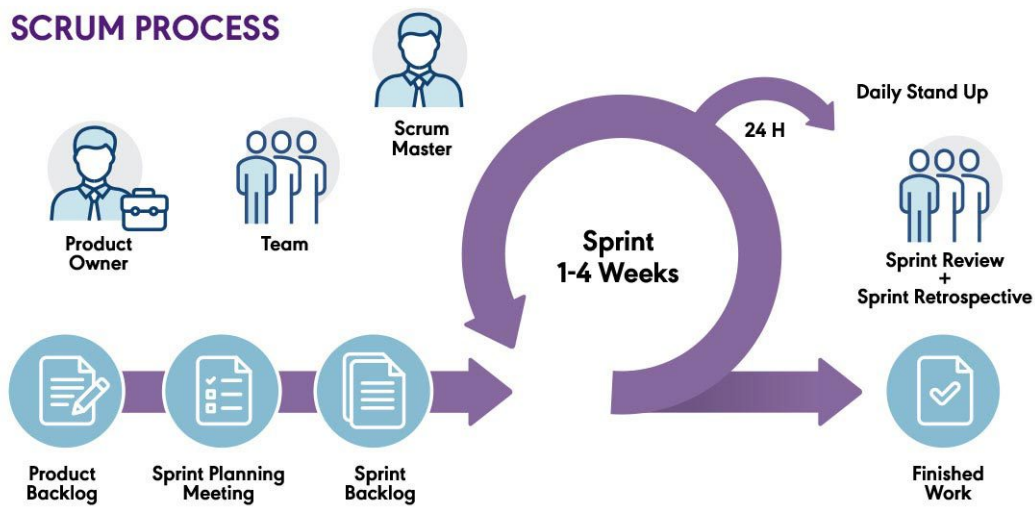 SCRUM PROCESS
Scrum
Master
Product
Owner
Team
Sprint
1-4 Weeks
24 H
Daily Stand Up
Sprint Review
+
Sprint Retrospective
Product
Backlog
Sprint Planning
Meeting
Sprint
Backlog
Finished
Work